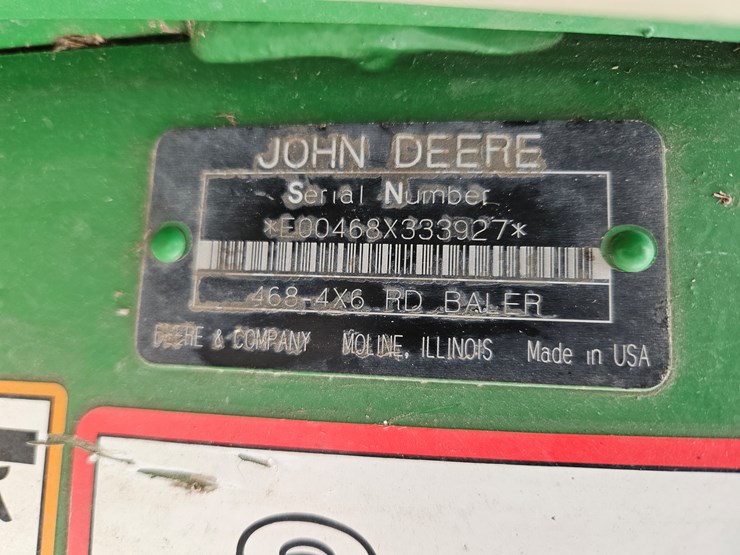 JOHN DEERE
Serial Number
*E00468X333927*
468-4X6 RD BALER
DEERE & COMPANY MOLINE, ILLINOIS Made in USA